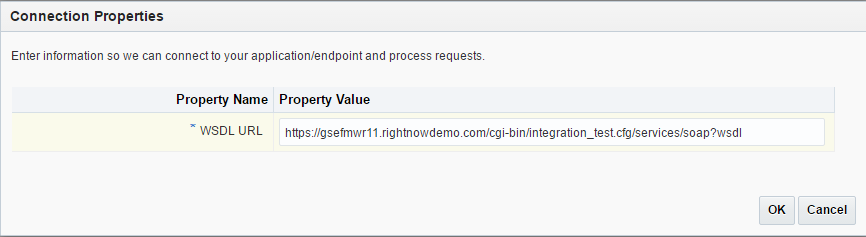 Connection Properties
Enter information so we can connect to your application/endpoint and process requests.
Property Name Property Value
* WSDL URL https://gsefmwr11.rightnowdemo.com/cgi-bin/integration_test.cfg/services/soap?wsdl
OK Cancel